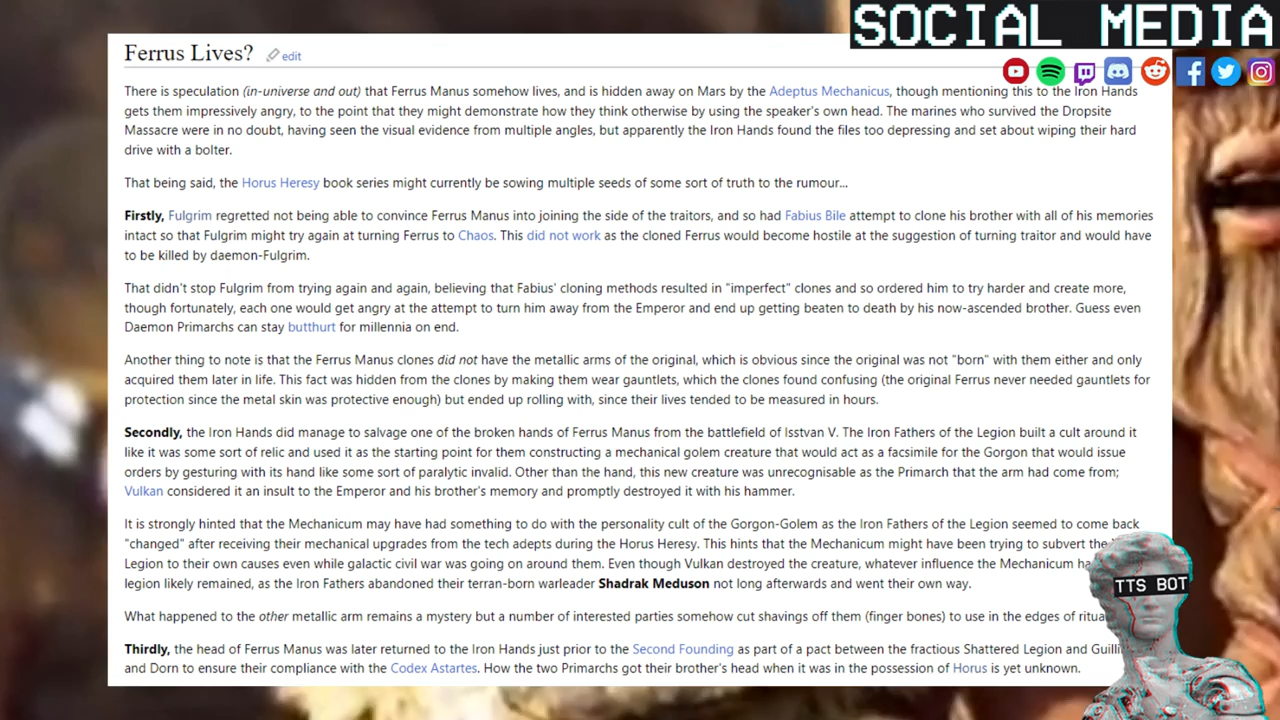 SOCIAL MEDIA
Ferrus Lives? edit
There is speculation (in-universe and out) that Ferrus Manus somehow lives, and is hidden away on Mars by the Adeptus Mechanicus, though mentioning this to the Iron Hands
gets them impressively angry, to the point that they might demonstrate how they think otherwise by using the speaker's own head. The marines who survived the Dropsite
Massacre were in no doubt, having seen the visual evidence from multiple angles, but apparently the Iron Hands found the files too depressing and set about wiping their hard
drive with a bolter.
That being said, the Horus Heresy book series might currently be sowing multiple seeds of some sort of truth to the rumour...
Firstly, Fulgrim regretted not being able to convince Ferrus Manus into joining the side of the traitors, and so had Fabius Bile attempt to clone his brother with all of his memories
intact so that Fulgrim might try again at turning Ferrus to Chaos. This did not work as the cloned Ferrus would become hostile at the suggestion of turning traitor and would have
to be killed by daemon-Fulgrim.
That didn't stop Fulgrim from trying again and again, believing that Fabius' cloning methods resulted in "imperfect" clones and so ordered him to try harder and create more,
though fortunately, each one would get angry at the attempt to turn him away from the Emperor and end up getting beaten to death by his now-ascended brother. Guess even
Daemon Primarchs can stay butthurt for millennia on end.
Another thing to note is that the Ferrus Manus clones did not have the metallic arms of the original, which is obvious since the original was not "born" with them either and only
acquired them later in life. This fact was hidden from the clones by making them wear gauntlets, which the clones found confusing (the original Ferrus never needed gauntlets for
protection since the metal skin was protective enough) but ended up rolling with, since their lives tended to be measured in hours.
Secondly, the Iron Hands did manage to salvage one of the broken hands of Ferrus Manus from the battlefield of Isstvan V. The Iron Fathers of the Legion built a cult around it
like it was some sort of relic and used it as the starting point for them constructing a mechanical golem creature that would act as a facsimile for the Gorgon that would issue
orders by gesturing with its hand like some sort of paralytic invalid. Other than the hand, this new creature was unrecognisable as the Primarch that the arm had come from;
Vulkan considered it an insult to the Emperor and his brother's memory and promptly destroyed it with his hammer.
It is strongly hinted that the Mechanicum may have had something to do with the personality cult of the Gorgon-Golem as the Iron Fathers of the Legion seemed to come back
"changed" after receiving their mechanical upgrades from the tech adepts during the Horus Heresy. This hints that the Mechanicum might have been trying to subvert the
Legion to their own causes even while galactic civil war was going on around them. Even though Vulkan destroyed the creature, whatever influence the Mechanicum ha
legion likely remained, as the Iron Fathers abandoned their terran-born warleader Shadrak Meduson not long afterwards and went their own way.
What happened to the other metallic arm remains a mystery but a number of interested parties somehow cut shavings off them (finger bones) to use in the edges of ritua
Thirdly, the head of Ferrus Manus was later returned to the Iron Hands just prior to the Second Founding as part of a pact between the fractious Shattered Legion and Guilli
and Dorn to ensure their compliance with the Codex Astartes. How the two Primarchs got their brother's head when it was in the possession of Horus is yet unknown.
TTS BOT